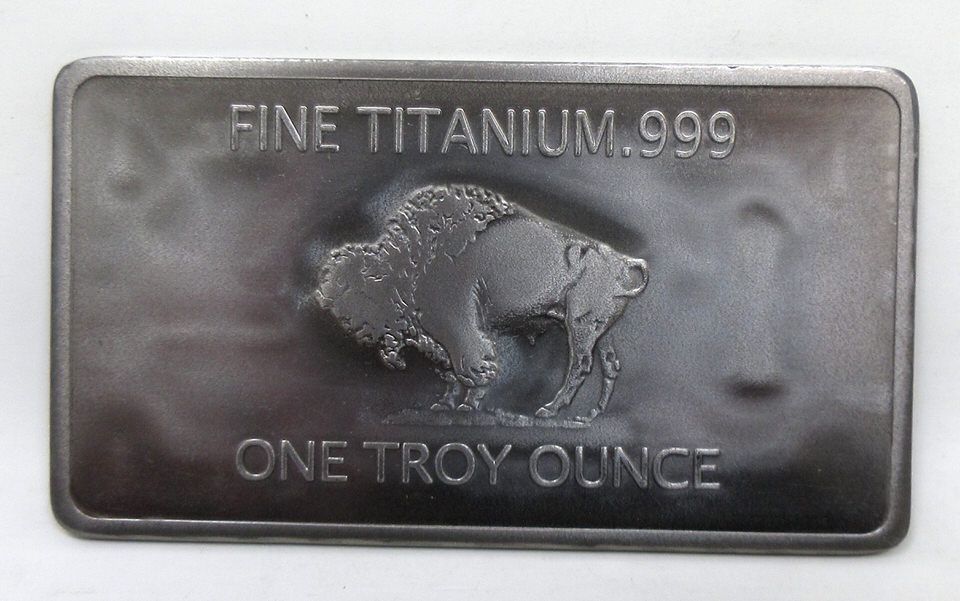 FINE TITANIUM.999
ONE TROY OUNCE